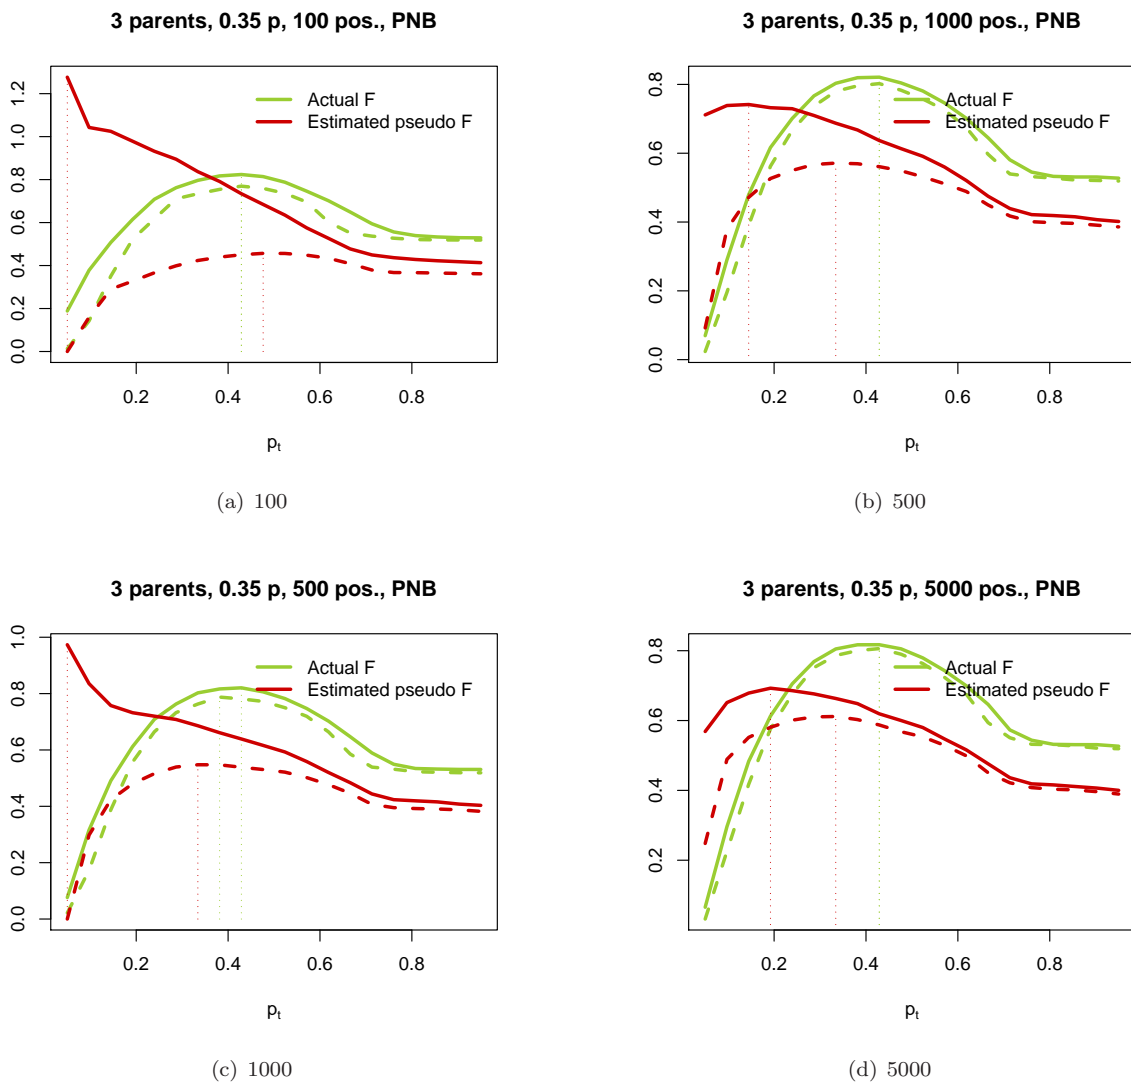 3 parents, 0.35 p, 100 pos., PNB
Actual F
Estimated pseudo F
0.0 0.2 0.4 0.6 0.8 1.0 1.2
0.2 0.4 0.6 0.8
pt
(a) 100
3 parents, 0.35 p, 1000 pos., PNB
Actual F
Estimated pseudo F
0.0 0.2 0.4 0.6 0.8
0.2 0.4 0.6 0.8
pt
(b) 500
3 parents, 0.35 p, 500 pos., PNB
Actual F
Estimated pseudo F
0.0 0.2 0.4 0.6 0.8 1.0
0.2 0.4 0.6 0.8
pt
(c) 1000
3 parents, 0.35 p, 5000 pos., PNB
Actual F
Estimated pseudo F
0.2 0.4 0.6 0.8
0.2 0.4 0.6 0.8
pt
(d) 5000